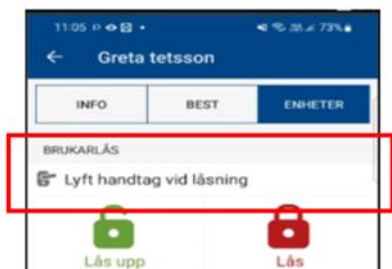 11:05
73%
← Greta tetsson
INFO BEST ENHETER
BRUKARLÅS
Lyft handtag vid låsning
Lås upp Lås